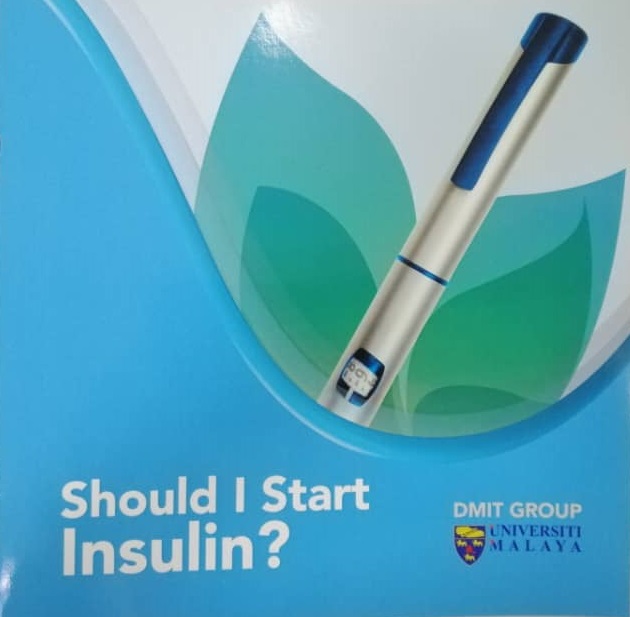 Should I Start
Insulin?
DMIT GROUP
UNIVERSITI
MALAYA